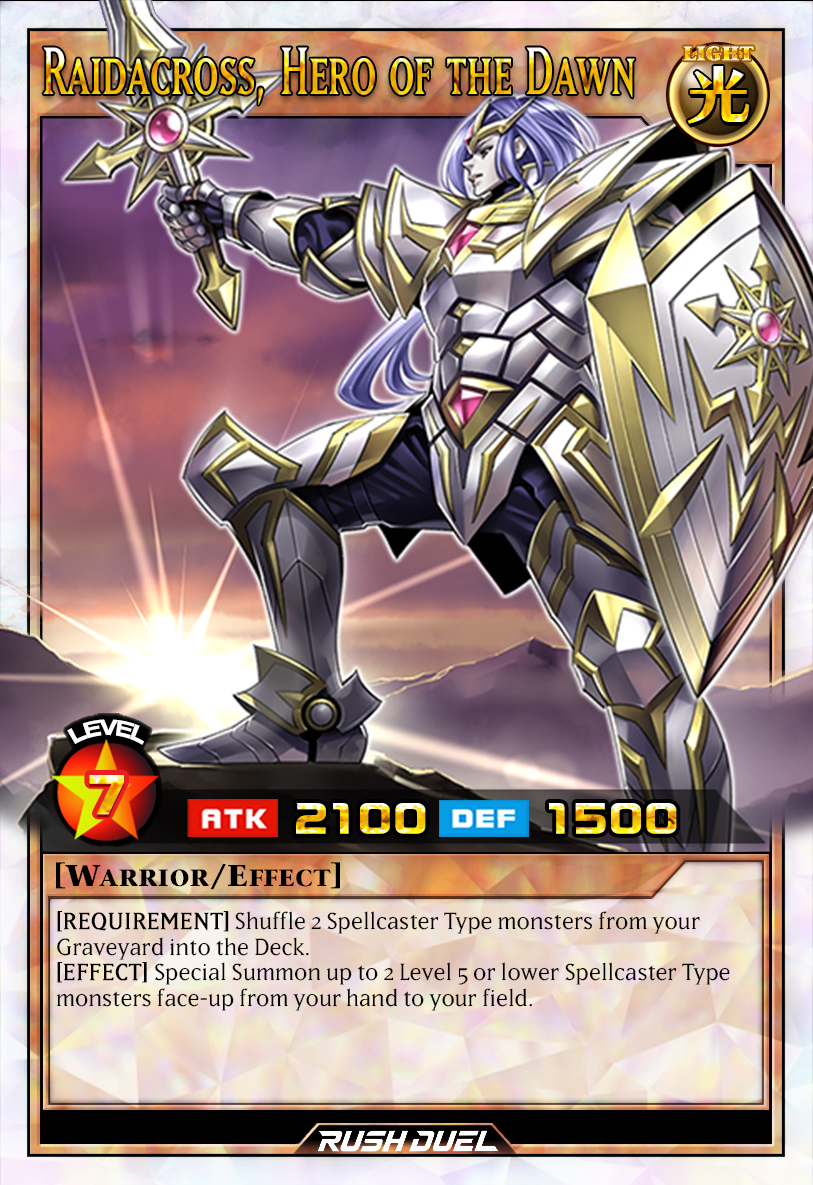 Raidacross, Hero of the Dawn
LIGHT
光
LEVEL
7
ATK 2100 DEF 1500
[Warrior/Effect]
[REQUIREMENT] Shuffle 2 Spellcaster Type monsters from your
Graveyard into the Deck.
[EFFECT] Special Summon up to 2 Level 5 or lower Spellcaster Type
monsters face-up from your hand to your field.
RUSH DUEL